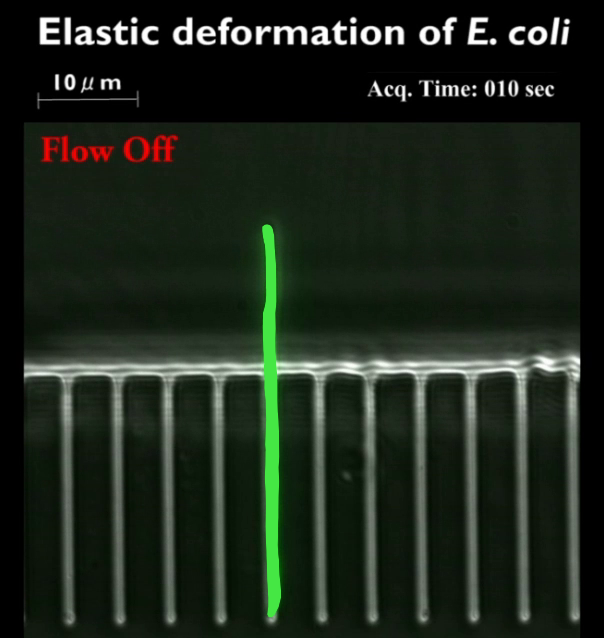 Elastic deformation of E. coli
10 μm
Acq. Time: 010 sec
Flow Off